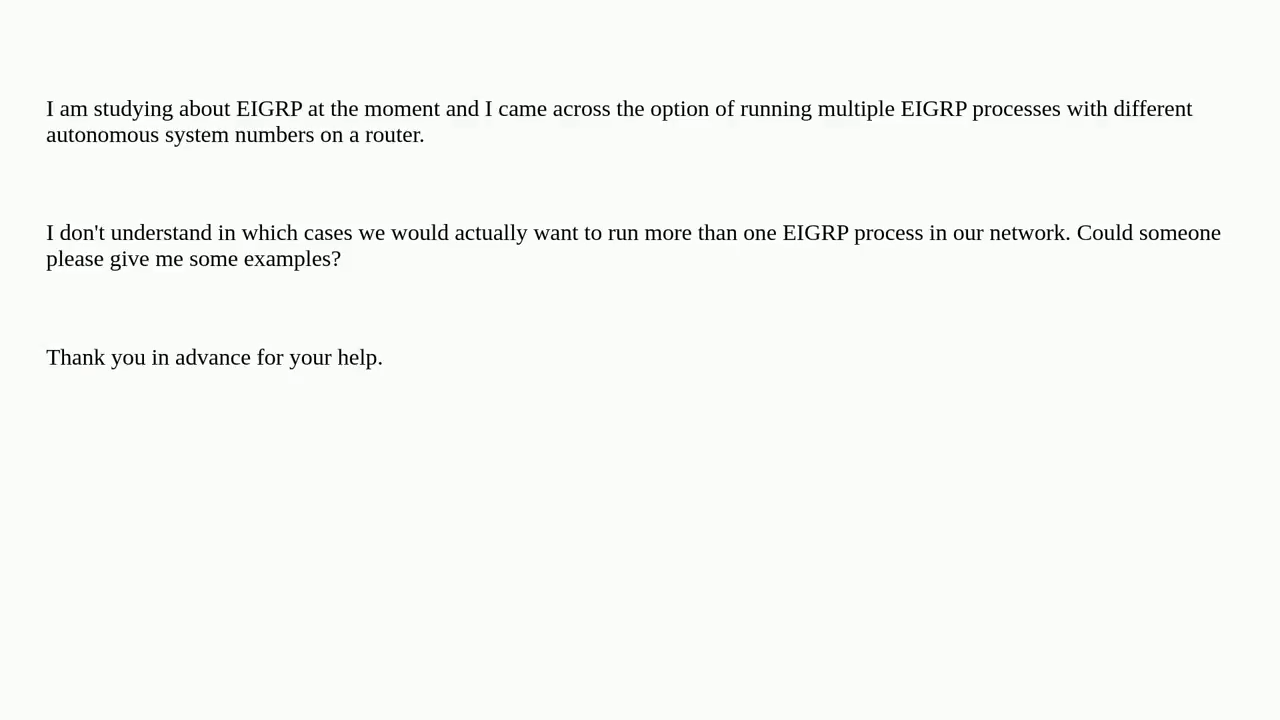 I am studying about EIGRP at the moment and I came across the option of running multiple EIGRP processes with different
autonomous system numbers on a router.
I don't understand in which cases we would actually want to run more than one EIGRP process in our network. Could someone
please give me some examples?
Thank you in advance for your help.